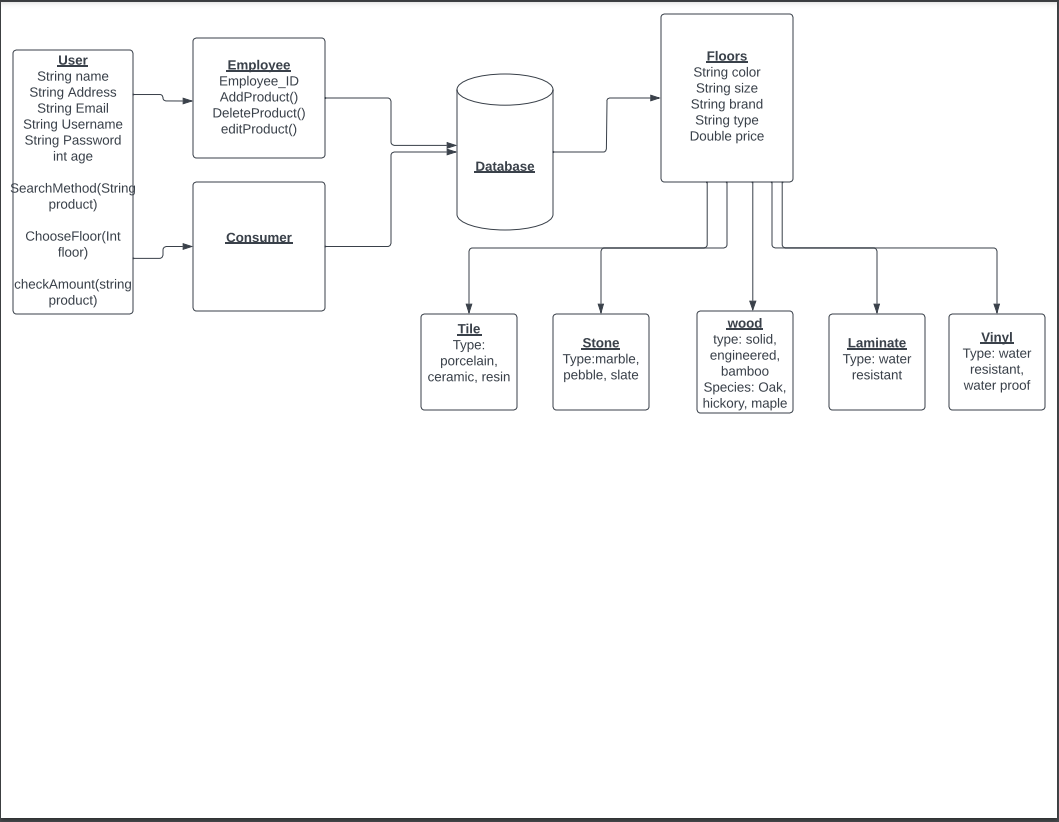 User
String name
String Address
String Email
String Username
String Password
int age
SearchMethod(String
product)
ChooseFloor(Int
floor)
checkAmount(string
product)
Employee
Employee_ID
AddProduct()
DeleteProduct()
editProduct()
Consumer
Database
Floors
String color
String size
String brand
String type
Double price
Tile
Type:
porcelain,
ceramic, resin
Stone
Type:marble,
pebble, slate
wood
type: solid,
engineered,
bamboo
Species: Oak,
hickory, maple
Laminate
Type: water
resistant
Vinyl
Type: water
resistant,
water proof